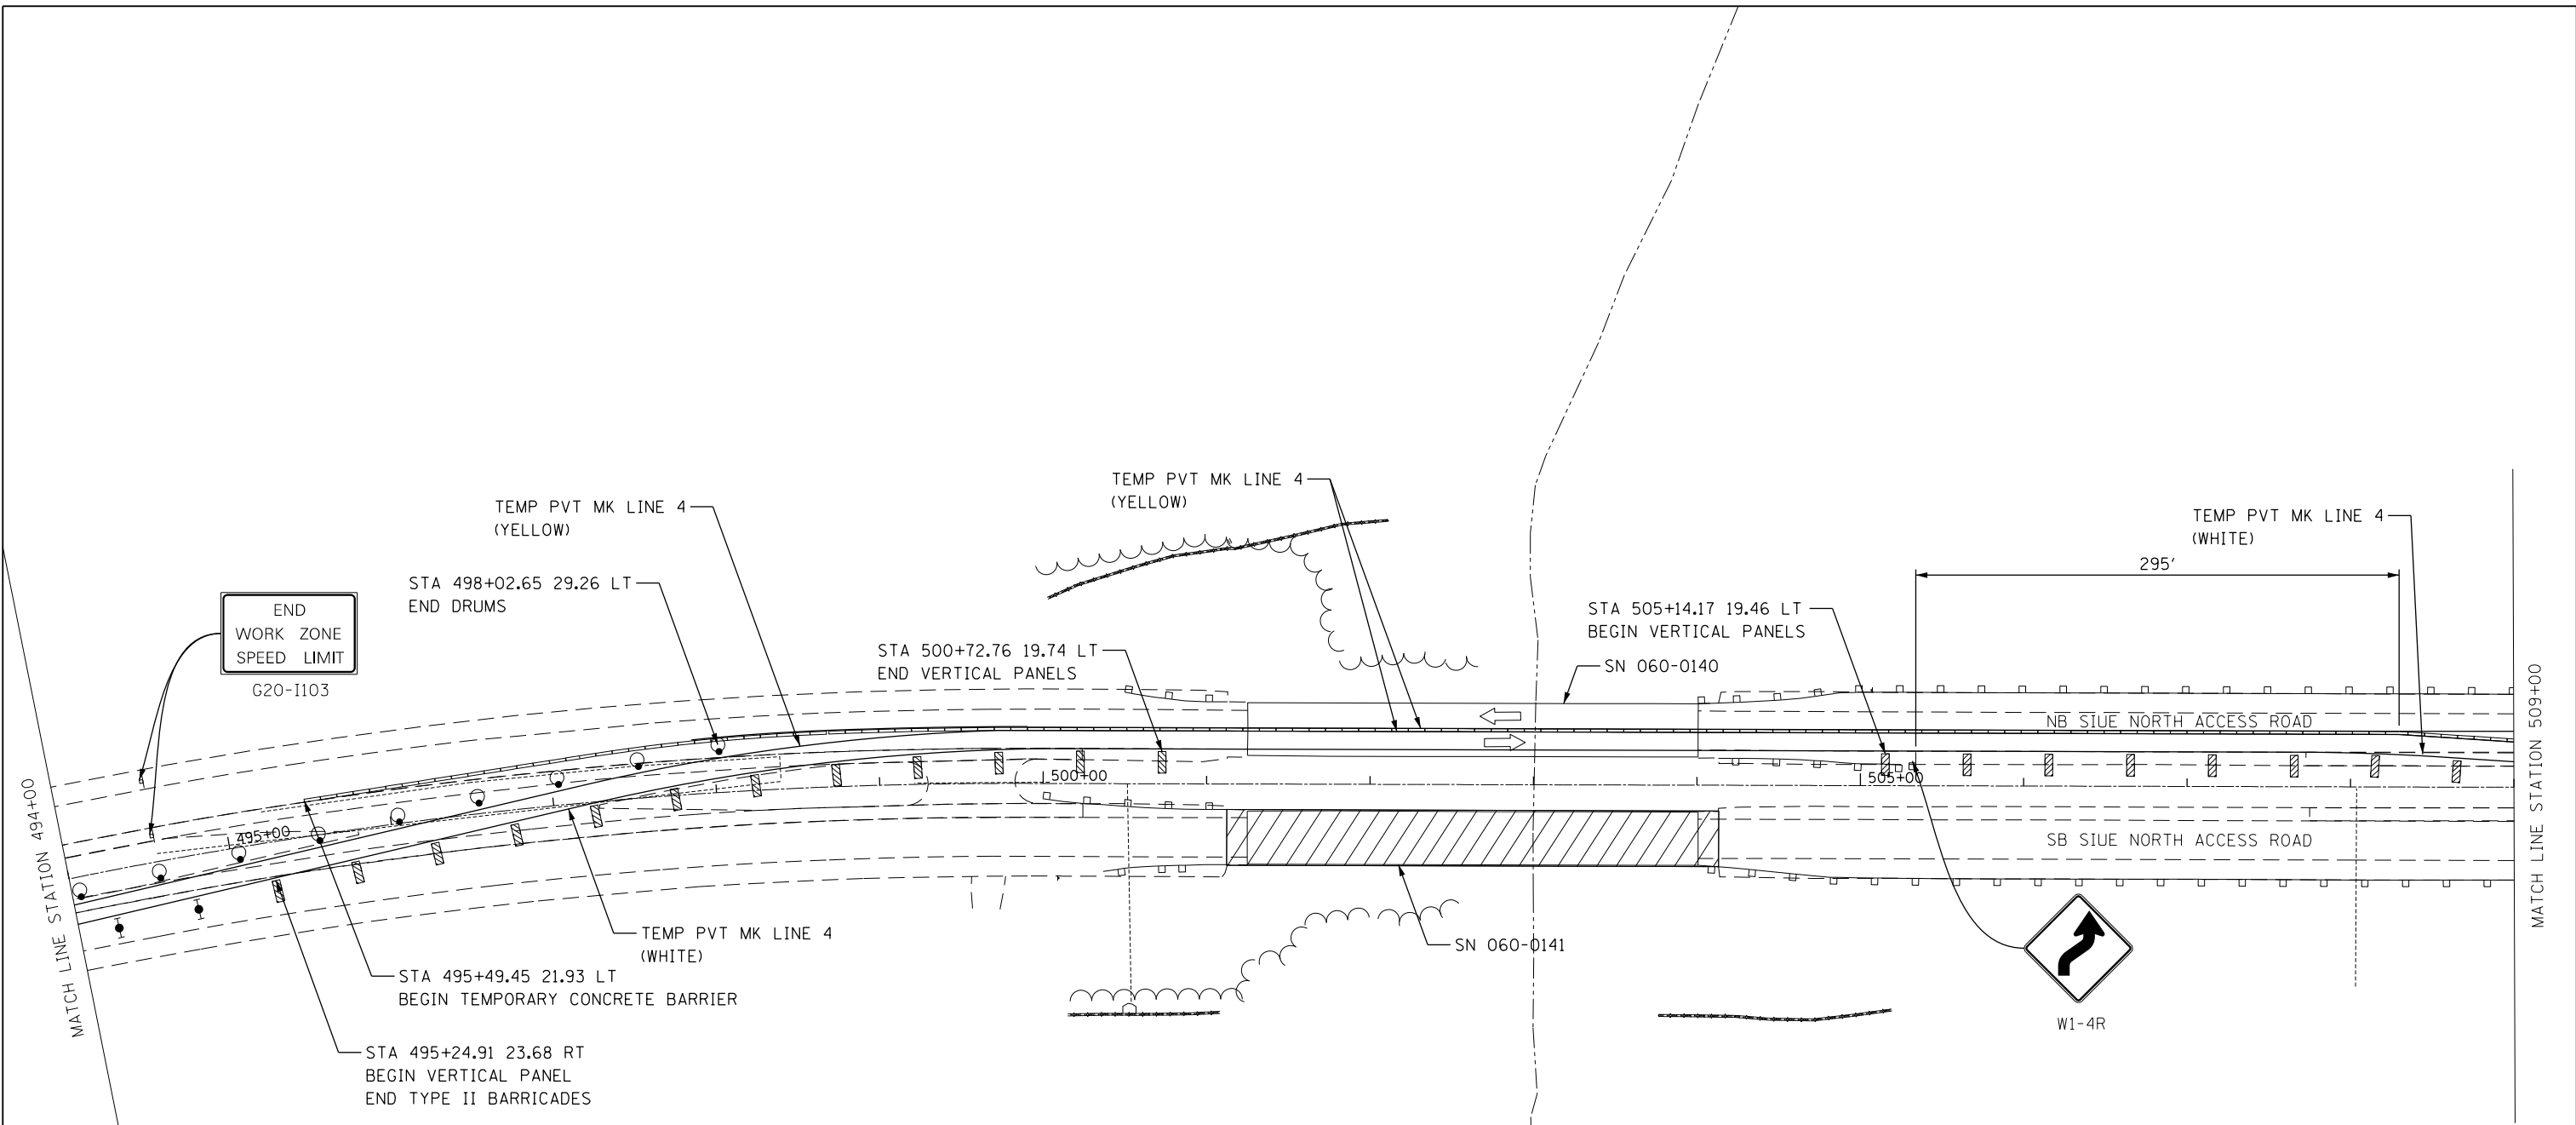 TEMP PVT MK LINE 4
(YELLOW)
TEMP PVT MK LINE 4
(YELLOW)
TEMP PVT MK LINE 4
(WHITE)
295'
STA 498+02.65 29.26 LT
END DRUMS
END
WORK ZONE
SPEED LIMIT
G20-I103
STA 500+72.76 19.74 LT
END VERTICAL PANELS
STA 505+14.17 19.46 LT
BEGIN VERTICAL PANELS
SN 060-0140
NB SIUE NORTH ACCESS ROAD
495+00
500+00
505+00
SB SIUE NORTH ACCESS ROAD
MATCH LINE STATION 494+00
MATCH LINE STATION 509+00
TEMP PVT MK LINE 4
(WHITE)
SN 060-0141
STA 495+49.45 21.93 LT
BEGIN TEMPORARY CONCRETE BARRIER
W1-4R
STA 495+24.91 23.68 RT
BEGIN VERTICAL PANEL
END TYPE II BARRICADES